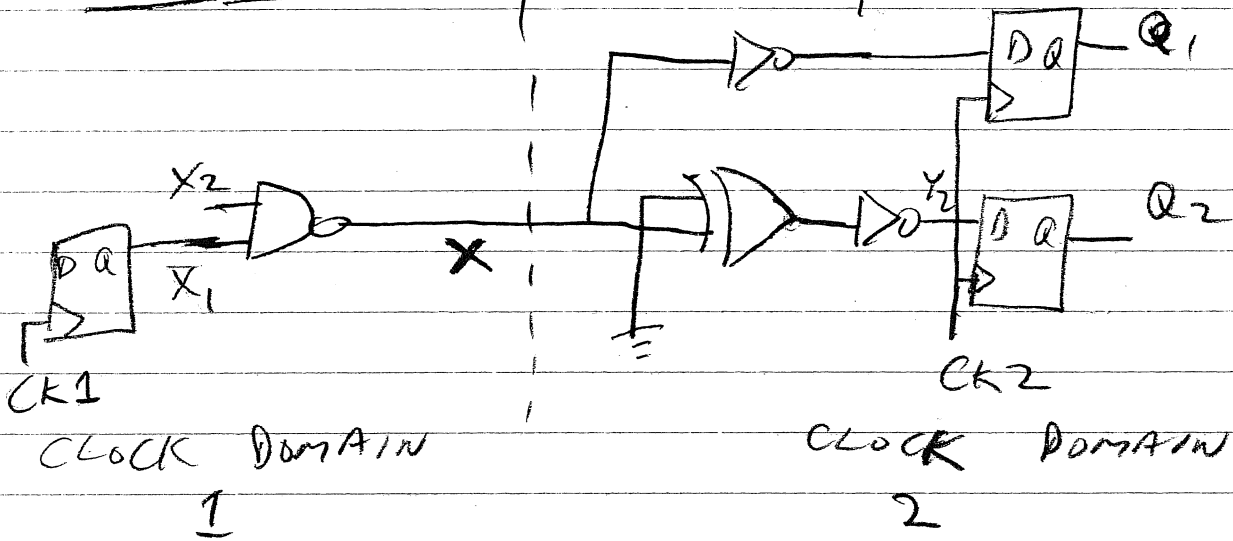 D Q Q1
X2 Y2 D Q Q2
D Q X1 X
CK1 CK2
CLOCK DOMAIN CLOCK DOMAIN
1 2